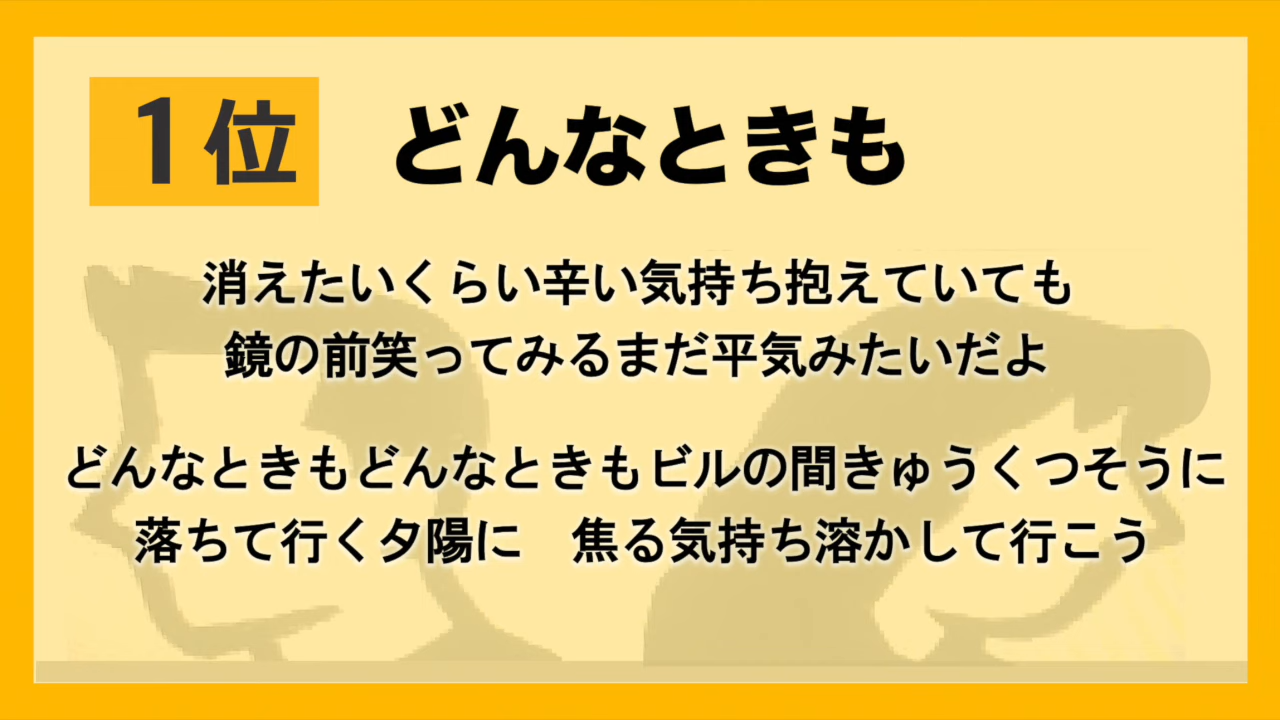 1位
どんなときも
消えたいくらい辛い気持ち抱えていても
鏡の前笑ってみるまだ平気みたいだよ
どんなときもどんなときもビルの間きゅうくつそうに
落ちて行く夕陽に　焦る気持ち溶かして行こう